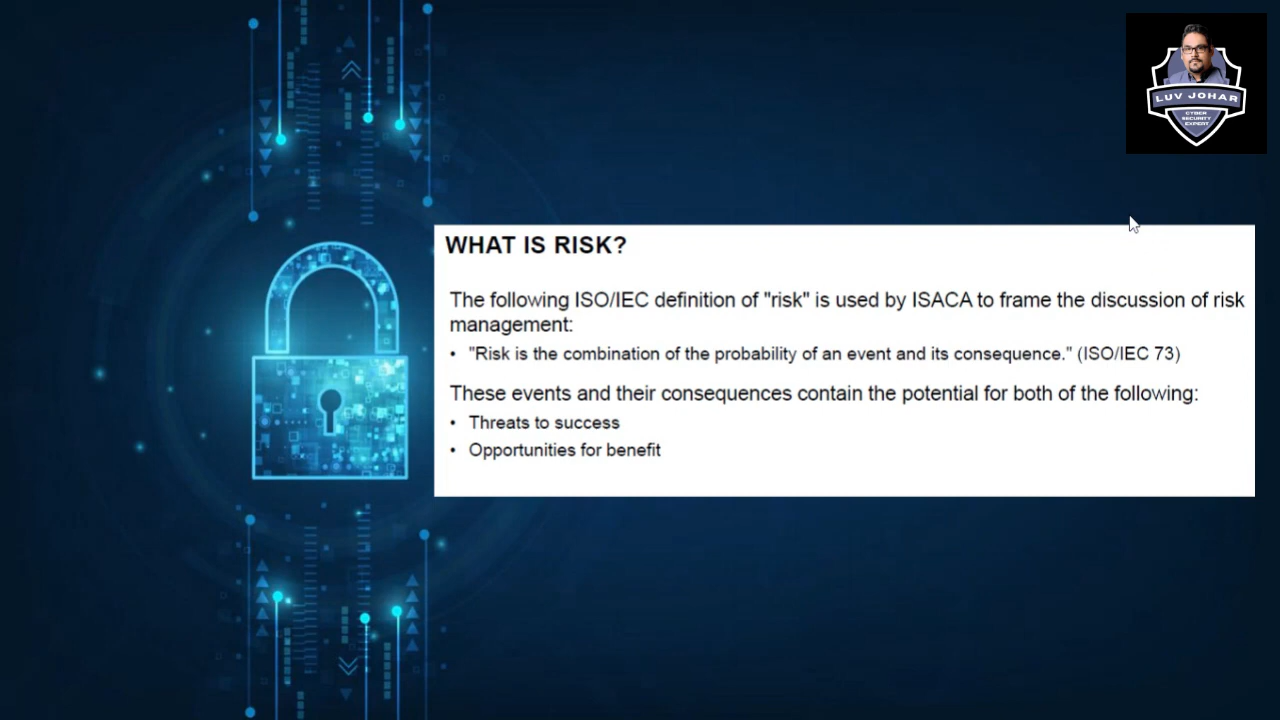 LUV JOHAR
CYBER
SECURITY
EXPERT
WHAT IS RISK?
The following ISO/IEC definition of "risk" is used by ISACA to frame the discussion of risk
management:
• "Risk is the combination of the probability of an event and its consequence." (ISO/IEC 73)
These events and their consequences contain the potential for both of the following:
• Threats to success
• Opportunities for benefit